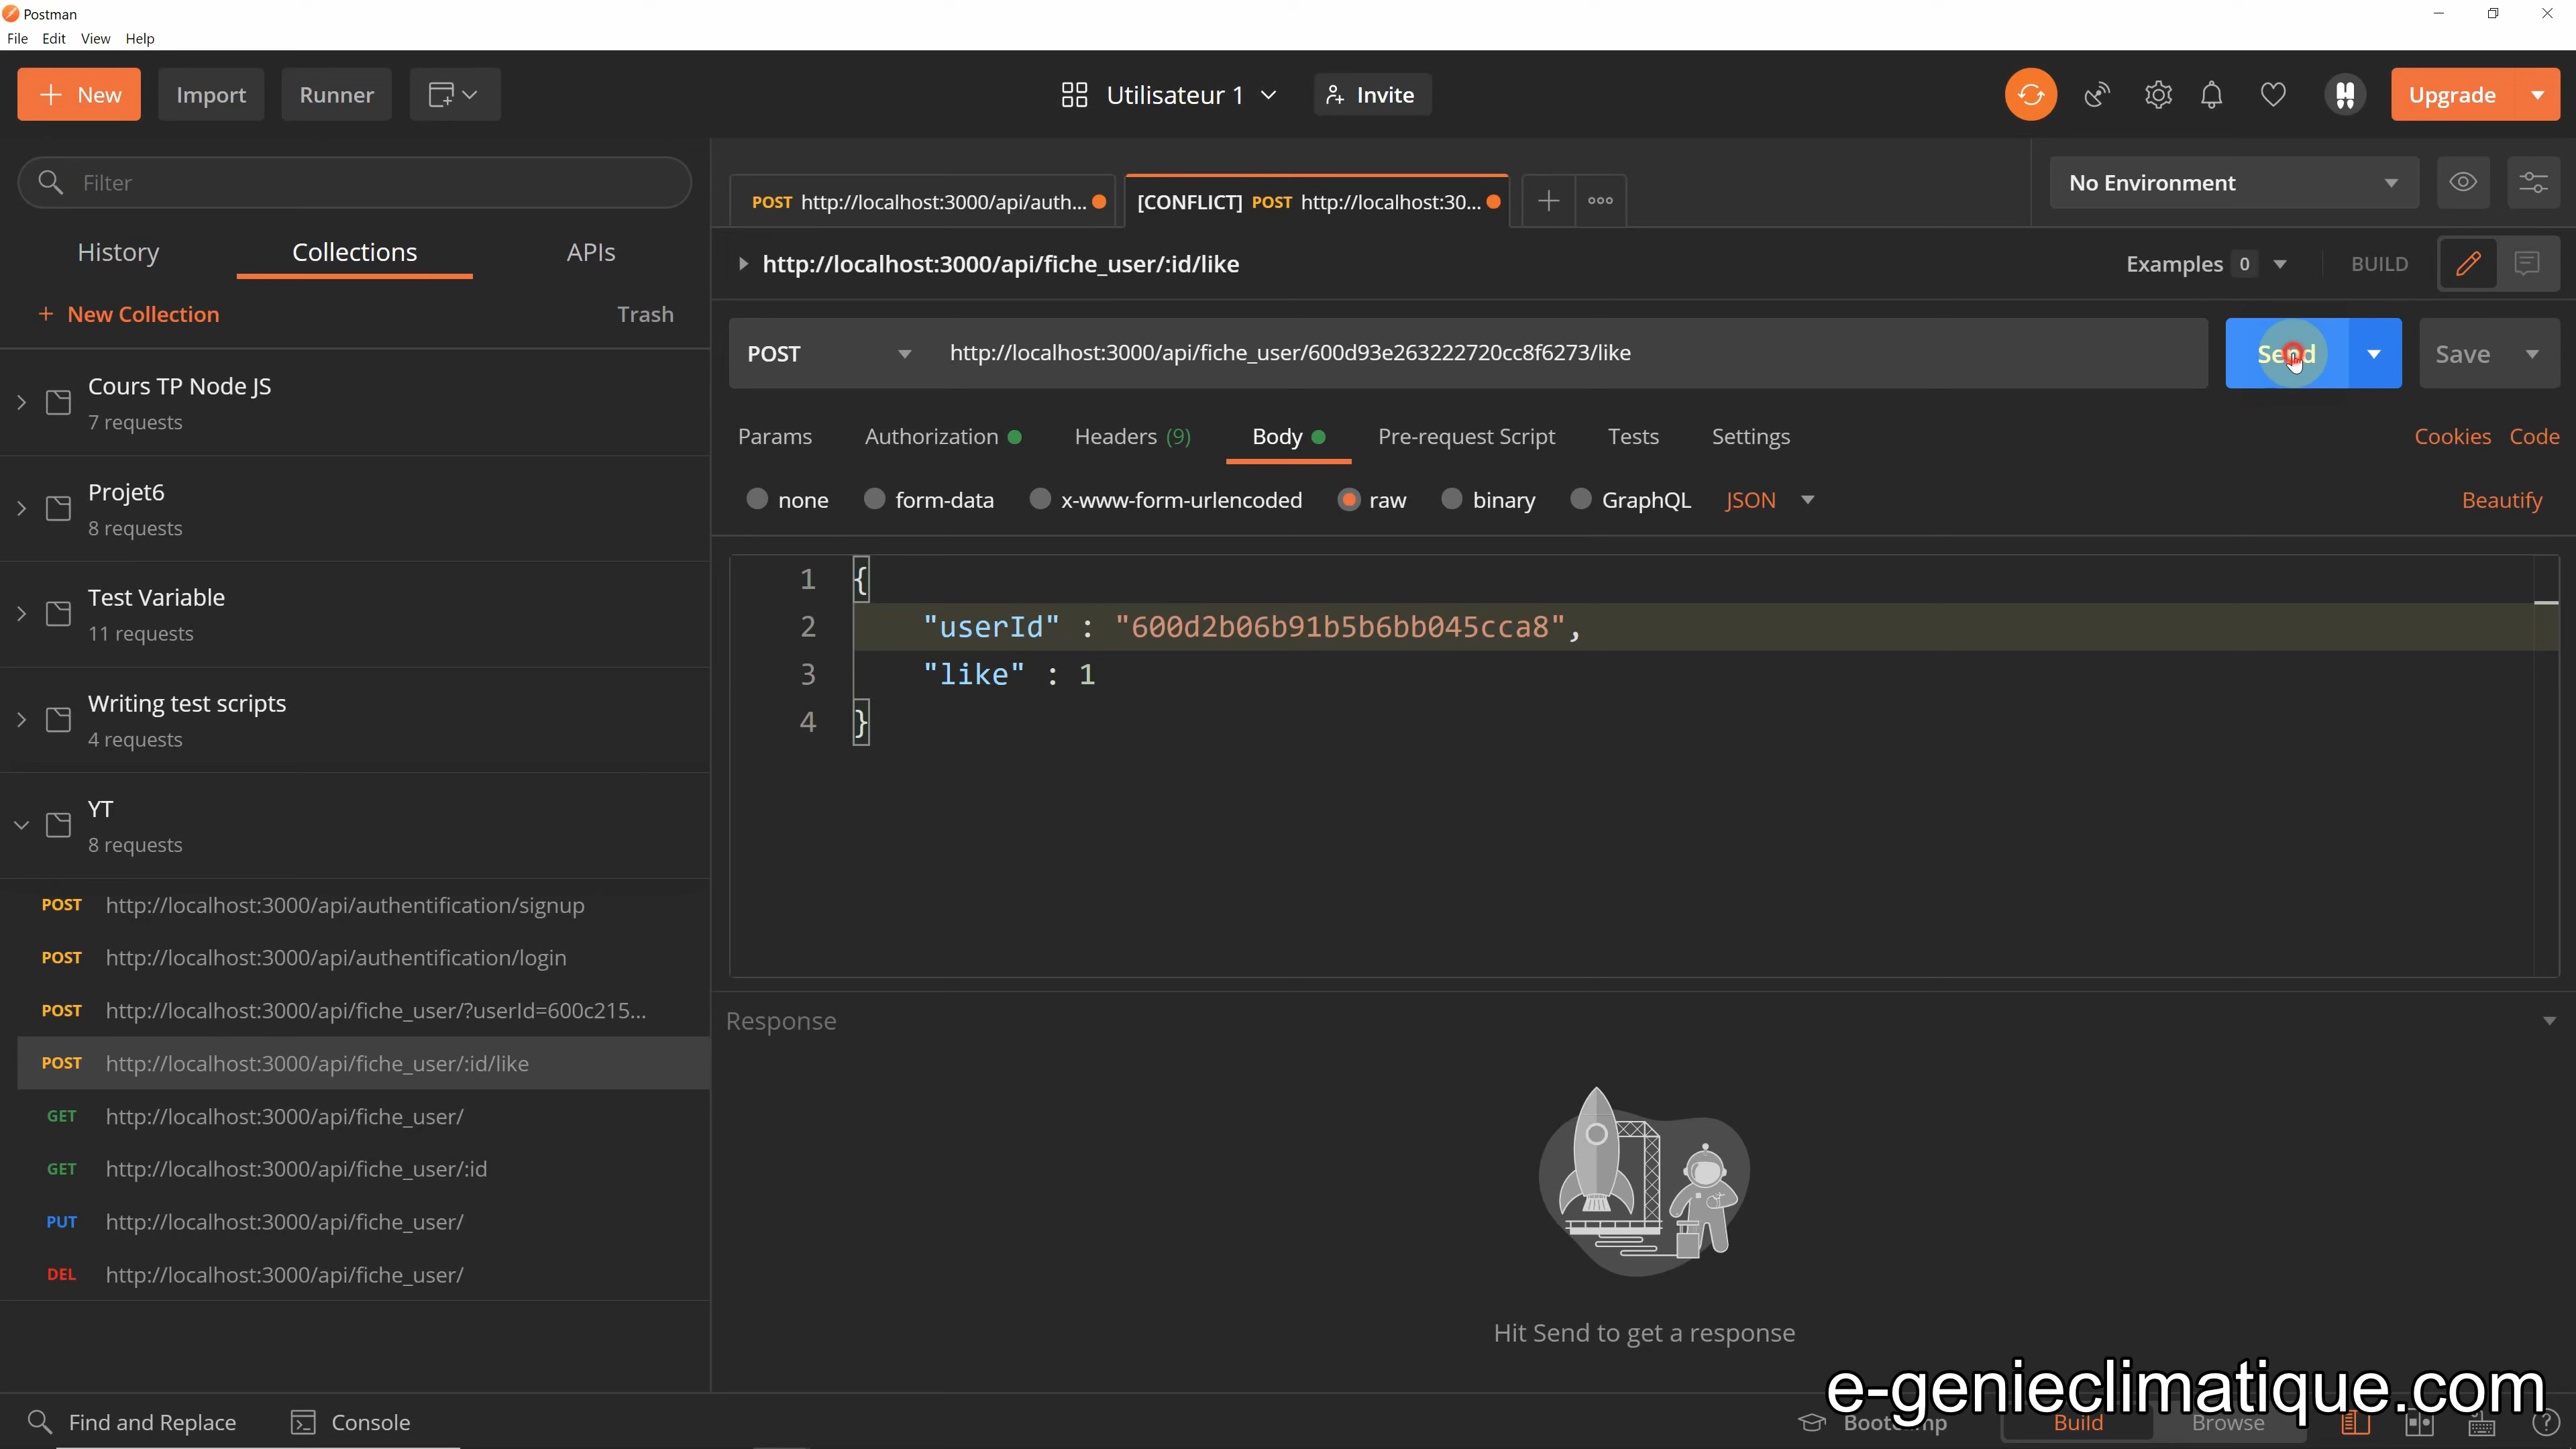 Postman
File Edit View Help
+ New Import Runner Utilisateur 1 Invite Upgrade
Filter
History Collections APIs
+ New Collection Trash
Cours TP Node JS
7 requests
Projet6
8 requests
Test Variable
11 requests
Writing test scripts
4 requests
YT
8 requests
POST http://localhost:3000/api/authentification/signup
POST http://localhost:3000/api/authentification/login
POST http://localhost:3000/api/fiche_user/?userId=600c215...
POST http://localhost:3000/api/fiche_user/:id/like
GET http://localhost:3000/api/fiche_user/
GET http://localhost:3000/api/fiche_user/:id
PUT http://localhost:3000/api/fiche_user/
DEL http://localhost:3000/api/fiche_user/
POST http://localhost:3000/api/auth... [CONFLICT] POST http://localhost:30...
No Environment
http://localhost:3000/api/fiche_user/:id/like Examples 0 BUILD
POST http://localhost:3000/api/fiche_user/600d93e263222720cc8f6273/like Send Save
Params Authorization Headers (9) Body Pre-request Script Tests Settings Cookies Code
none form-data x-www-form-urlencoded raw binary GraphQL JSON Beautify
1 {
2 "userId" : "600d2b06b91b5b6bb045cca8",
3 "like" : 1
4 }
Response
Hit Send to get a response
e-genieclimatique.com
Find and Replace Console Bootcamp Build Browse